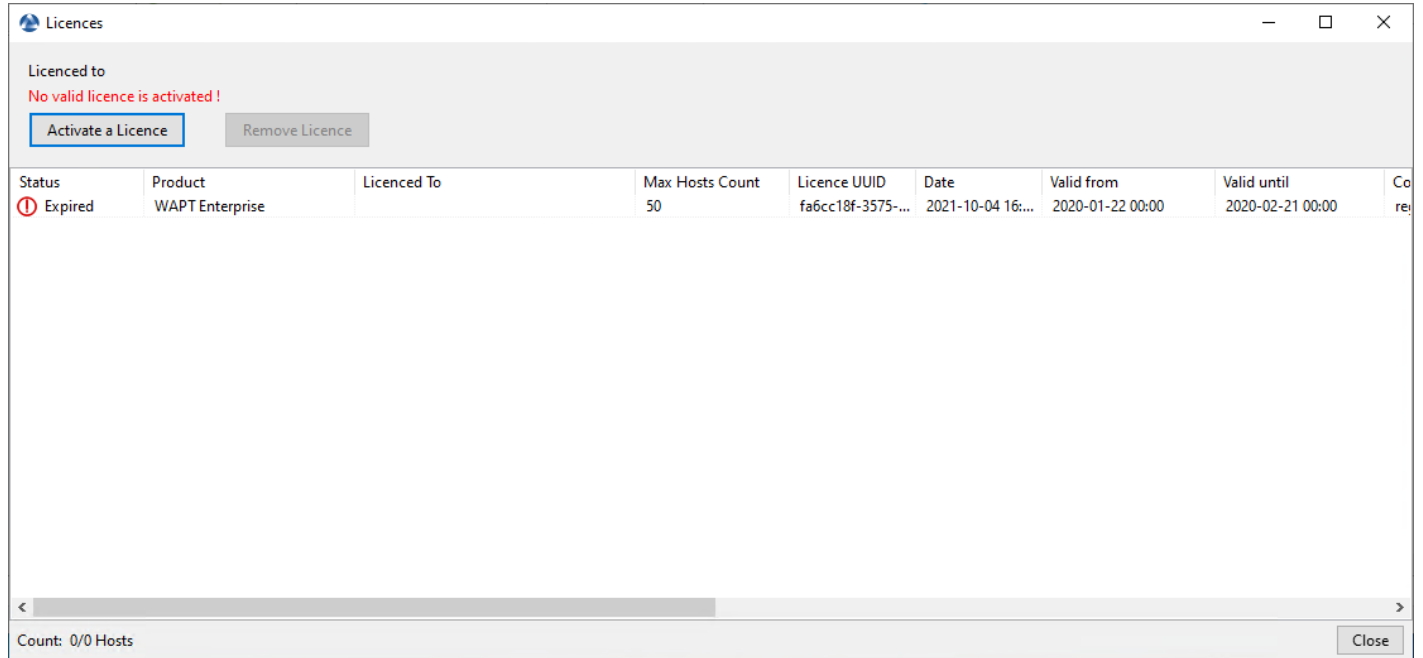 Licences
Licenced to
No valid licence is activated !
Activate a Licence Remove Licence
Status Product Licenced To Max Hosts Count Licence UUID Date Valid from Valid until Co
Expired WAPT Enterprise 50 fa6cc18f-3575-... 2021-10-04 16:... 2020-01-22 00:00 2020-02-21 00:00
Count: 0/0 Hosts Close